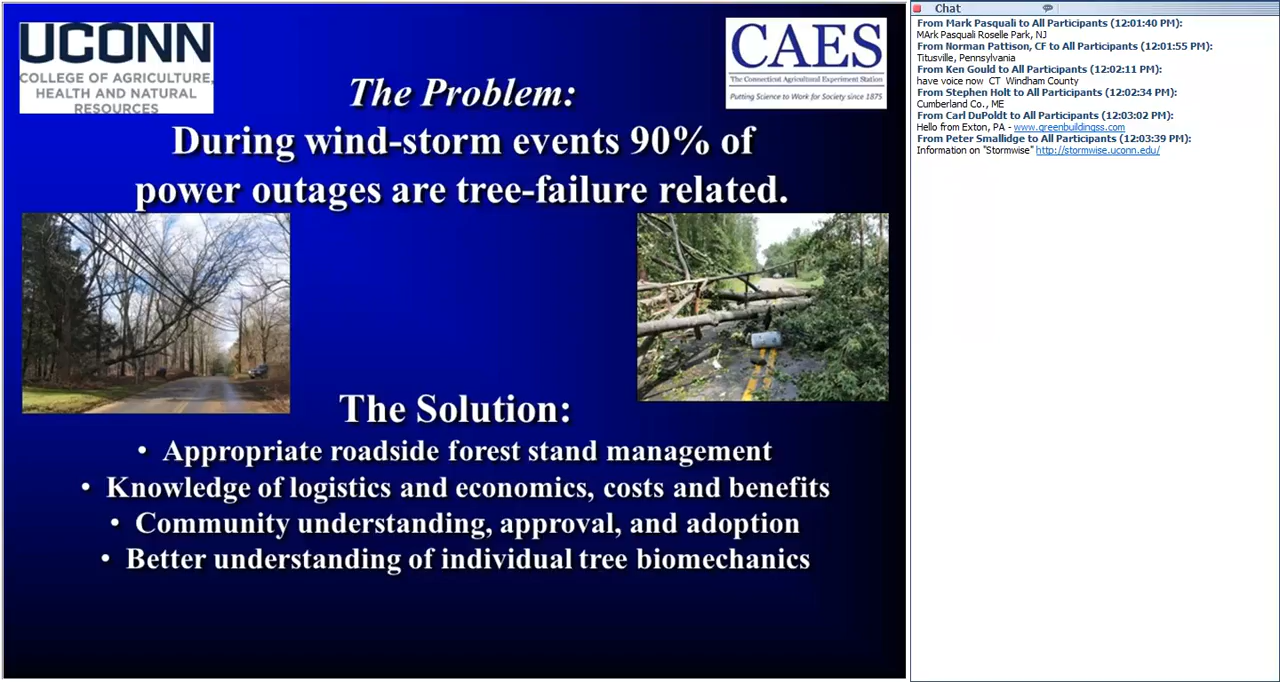 UCONN
COLLEGE OF AGRICULTURE,
HEALTH AND NATURAL
RESOURCES
CAES
The Connecticut Agricultural Experiment Station
Putting Science to Work for Society since 1875
The Problem:
During wind-storm events 90% of
power outages are tree-failure related.
The Solution:
• Appropriate roadside forest stand management
• Knowledge of logistics and economics, costs and benefits
• Community understanding, approval, and adoption
• Better understanding of individual tree biomechanics
Chat
From Mark Pasquali to All Participants (12:01:40 PM):
MArk Pasquali Roselle Park, NJ
From Norman Pattison, CF to All Participants (12:01:55 PM):
Titusville, Pennsylvania
From Ken Gould to All Participants (12:02:11 PM):
have voice now  CT  Windham County
From Stephen Holt to All Participants (12:02:34 PM):
Cumberland Co., ME
From Carl DuPoldt to All Participants (12:03:02 PM):
Hello from Exton, PA - www.greenbuildingss.com
From Peter Smallidge to All Participants (12:03:39 PM):
Information on "Stormwise" http://stormwise.uconn.edu/